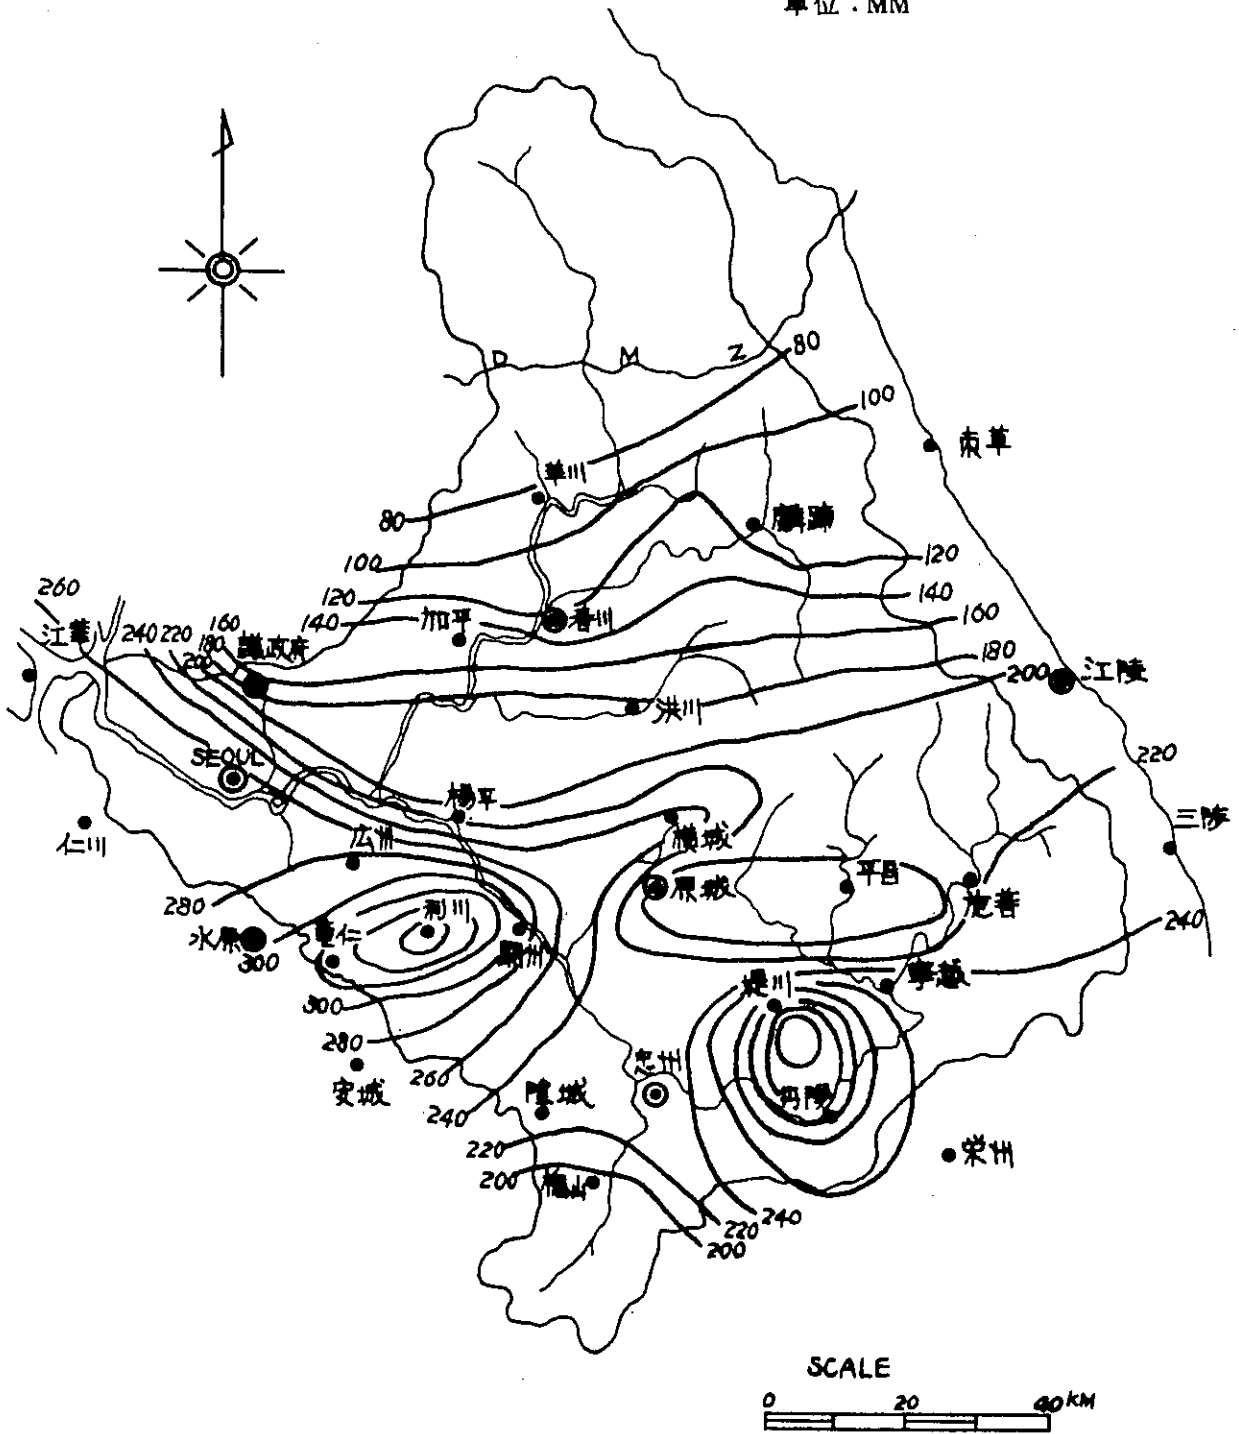 單位 : MM
D M Z
80
100
束草
華川
80
麟蹄
100
120
260
120
140
140
春川
加平
160
江華
240 220 160
180
200
議政府
180
200
江陵
洪川
220
SEOUL
楊平
三陟
横城
仁川
広州
平昌
原城
旌善
280
利川
240
水原
龍仁
驪州
300
寧越
堤川
300
280
忠州
260
安城
陰城
丹陽
240
220
栄州
200
槐山
240
220
200
SCALE
0 20 40 KM